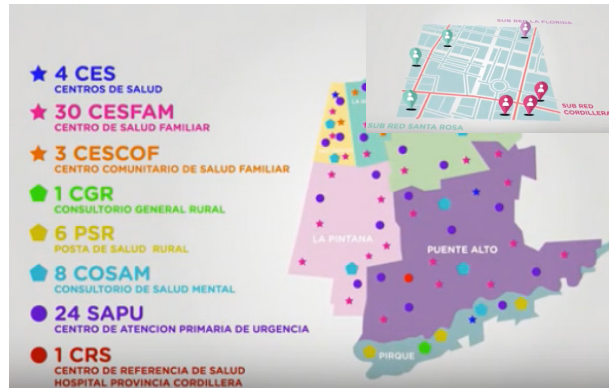 4 CES
CENTROS DE SALUD
30 CESFAM
CENTRO DE SALUD FAMILIAR
3 CESCOF
CENTRO COMUNITARIO DE SALUD FAMILIAR
1 CGR
CONSULTORIO GENERAL RURAL
6 PSR
POSTA DE SALUD RURAL
8 COSAM
CONSULTORIO DE SALUD MENTAL
24 SAPU
CENTRO DE ATENCION PRIMARIA DE URGENCIA
1 CRS
CENTRO DE REFERENCIA DE SALUD
HOSPITAL PROVINCIA CORDILLERA
SUB RED LA FLORIDA
SUB RED
CORDILLERA
SUB RED SANTA ROSA
LA PINTANA
PUENTE ALTO
PIRQUE